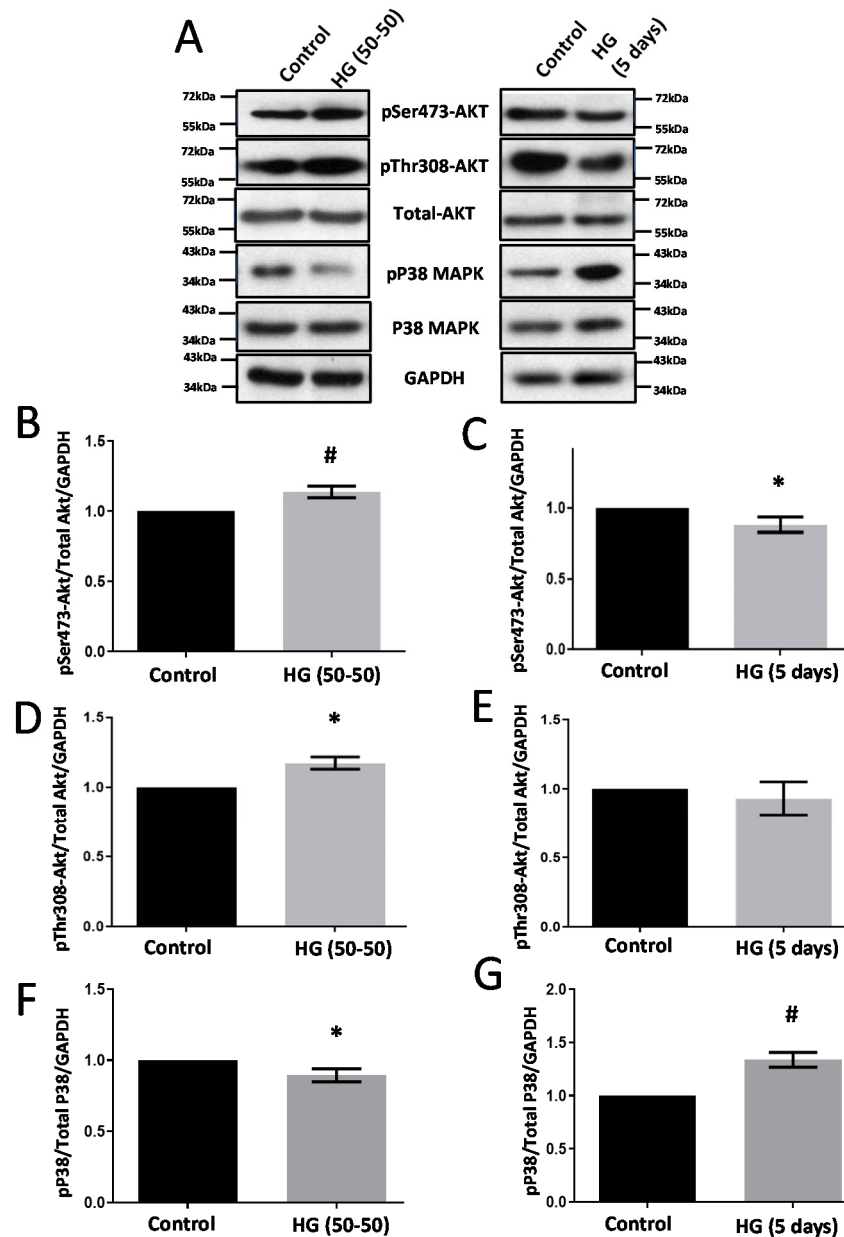 A
Control
HG (50-50)
Control
HG
(5 days)
72kDa
55kDa
pSer473-AKT
72kDa
55kDa
72kDa
55kDa
pThr308-AKT
72kDa
55kDa
72kDa
55kDa
Total-AKT
72kDa
55kDa
43kDa
34kDa
pP38 MAPK
43kDa
34kDa
43kDa
34kDa
P38 MAPK
43kDa
34kDa
43kDa
34kDa
GAPDH
43kDa
34kDa
B
pSer473-Akt/Total Akt/GAPDH
1.5
1.0
0.5
0.0
#
Control
HG (50-50)
C
pSer473-Akt/Total Akt/GAPDH
1.0
0.5
0.0
*
Control
HG (5 days)
D
pThr308-Akt/Total Akt/GAPDH
1.5
1.0
0.5
0.0
*
Control
HG (50-50)
E
pThr308-Akt/Total Akt/GAPDH
1.5
1.0
0.5
0.0
Control
HG (5 days)
F
pP38/Total P38/GAPDH
1.5
1.0
0.5
0.0
*
Control
HG (50-50)
G
pP38/Total P38/GAPDH
2.0
1.5
1.0
0.5
0.0
#
Control
HG (5 days)